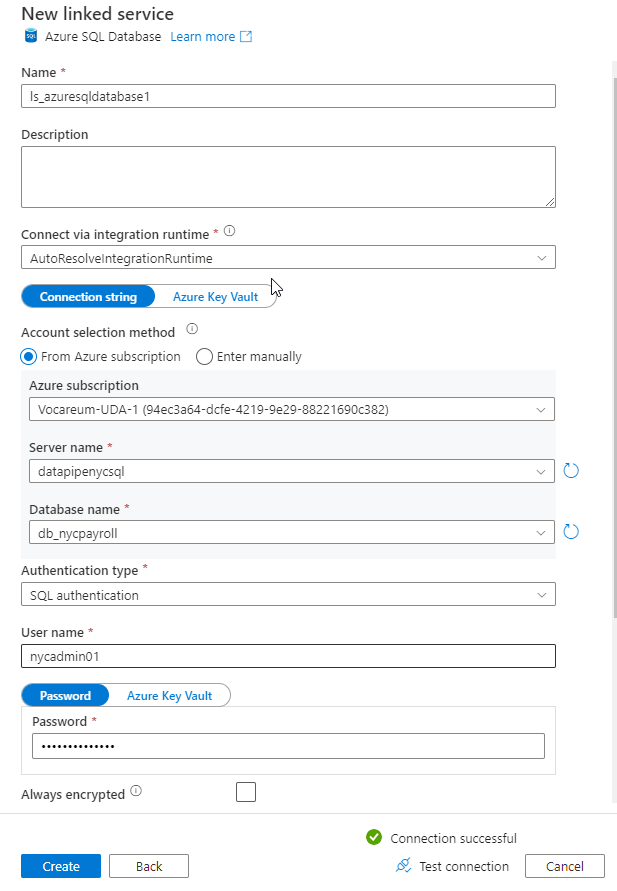 New linked service
Azure SQL Database Learn more
Name *
ls_azuresqldatabase1
Description
Connect via integration runtime *
AutoResolveIntegrationRuntime
Connection string Azure Key Vault
Account selection method
From Azure subscription Enter manually
Azure subscription
Vocareum-UDA-1 (94ec3a64-dcfe-4219-9e29-88221690c382)
Server name *
datapipenycsql
Database name *
db_nycpayroll
Authentication type *
SQL authentication
User name *
nycadmin01
Password Azure Key Vault
Password *
••••••••••••••
Always encrypted
Connection successful
Create Back Test connection Cancel